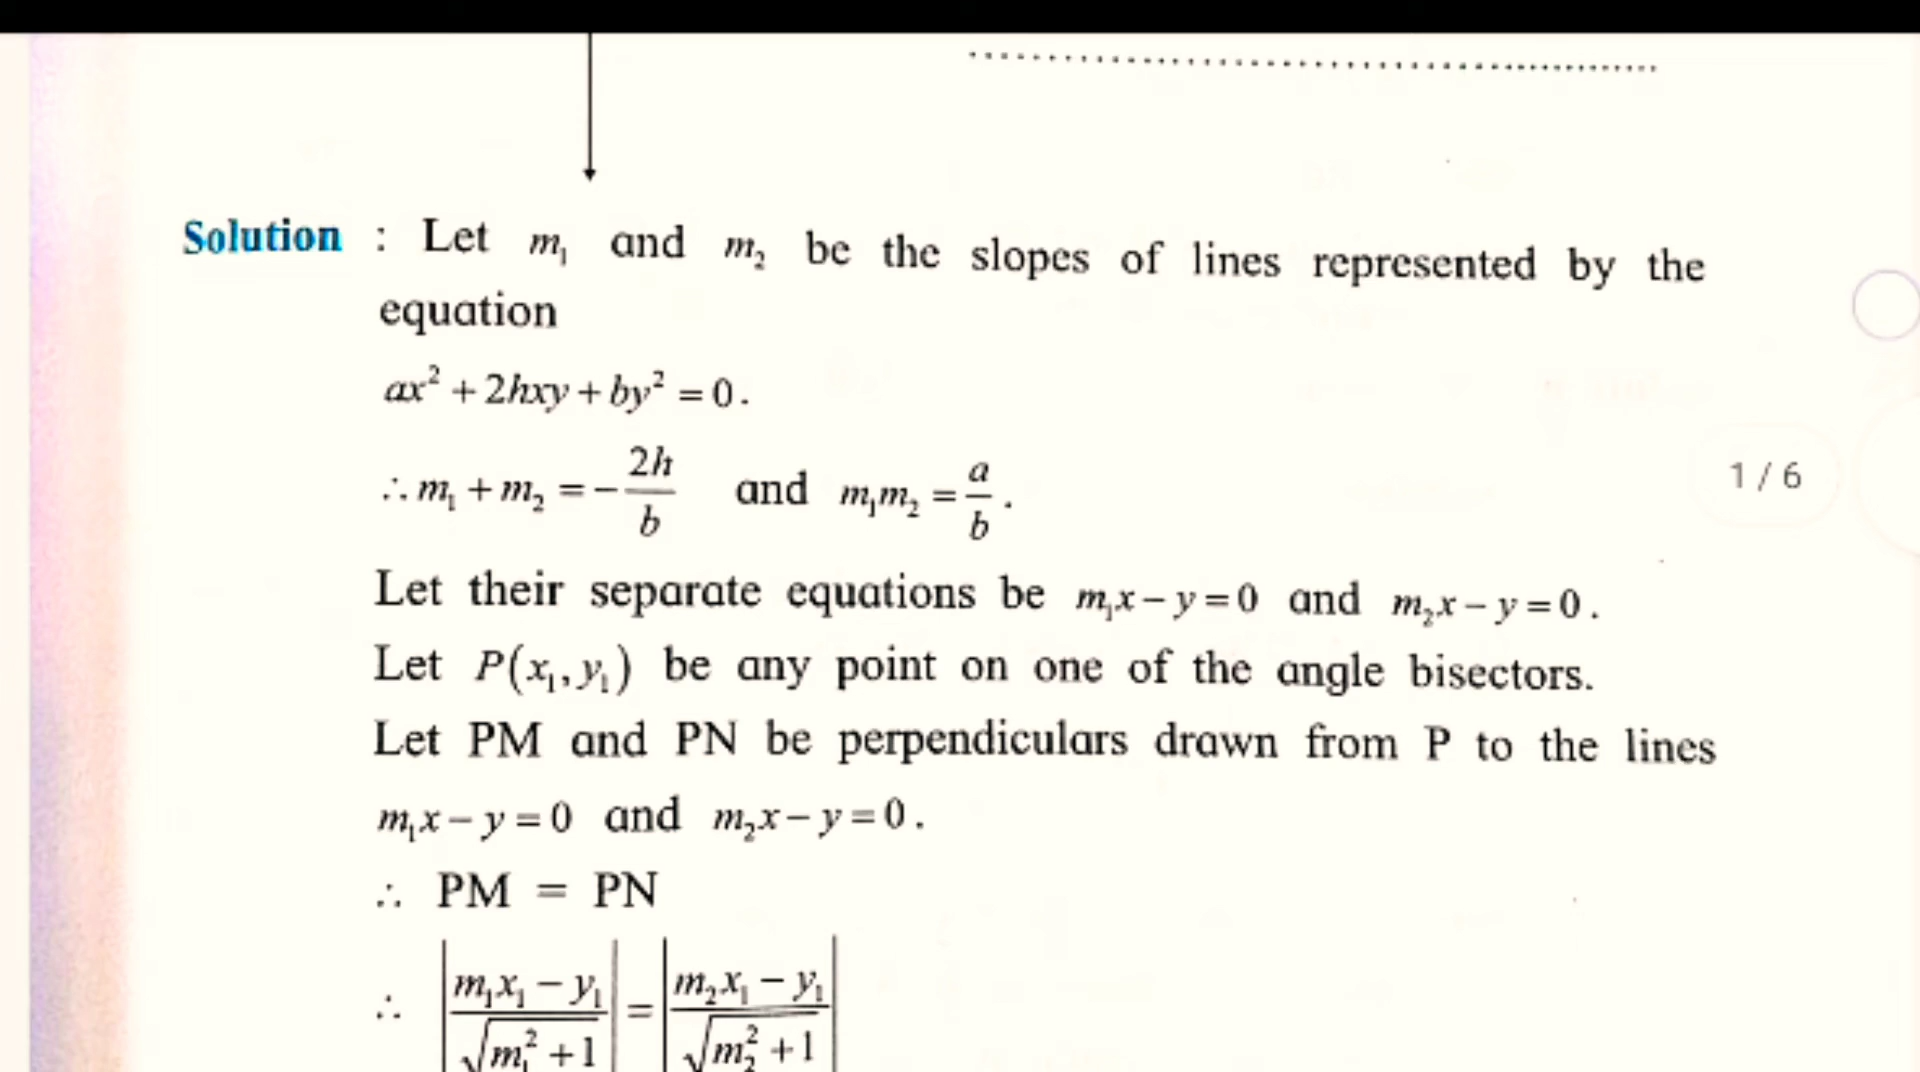 Solution : Let m₁ and m₂ be the slopes of lines represented by the
equation
ax² + 2hxy + by² = 0.
∴ m₁ + m₂ = −2h/b and m₁m₂ = a/b.
Let their separate equations be m₁x − y = 0 and m₂x − y = 0.
Let P(x₁, y₁) be any point on one of the angle bisectors.
Let PM and PN be perpendiculars drawn from P to the lines
m₁x − y = 0 and m₂x − y = 0.
∴ PM = PN
∴ |(m₁x₁ − y₁)/√(m₁² + 1)| = |(m₂x₁ − y₁)/√(m₂² + 1)|
1 / 6